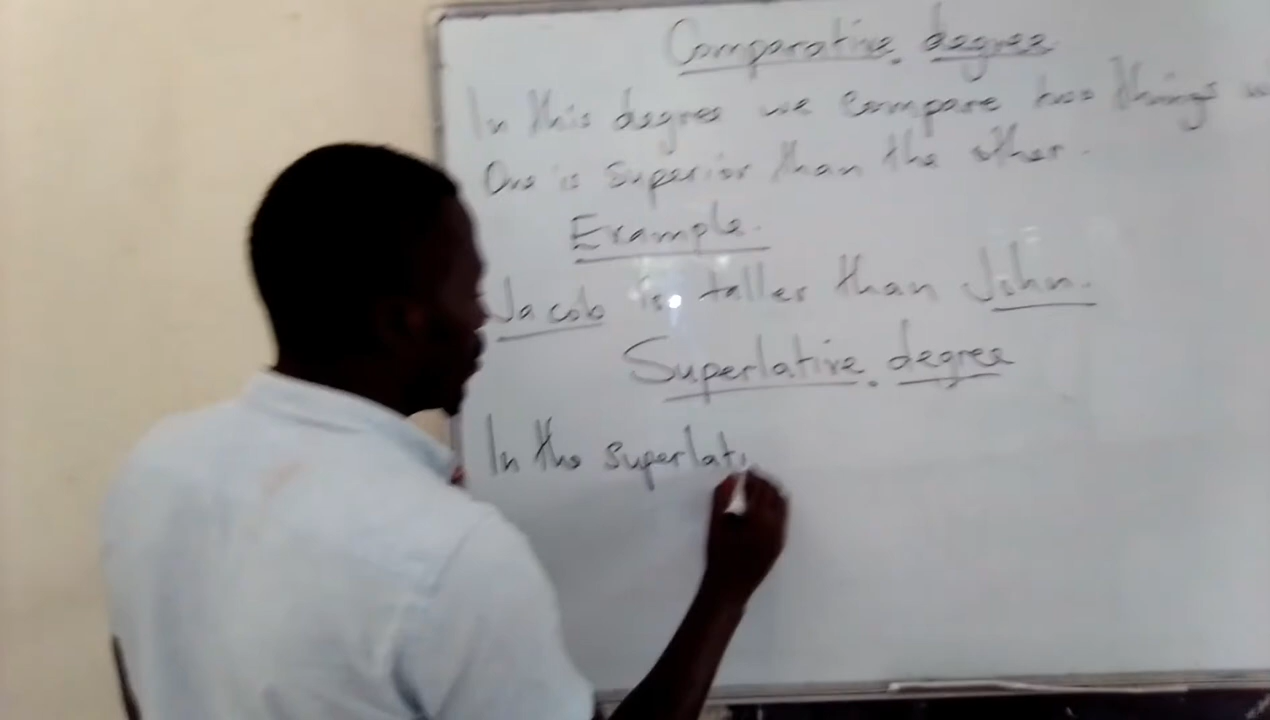 Comparative degree
In this degree we compare two things
One is superior than the other.
Example.
Jacob is taller than John.
Superlative degree
In the superlati